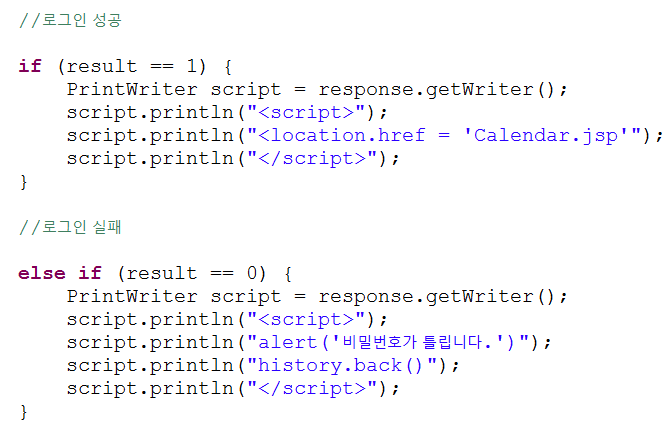 //로그인 성공
if (result == 1) {
PrintWriter script = response.getWriter();
script.println("<script>");
script.println("<location.href = 'Calendar.jsp'");
script.println("</script>");
}
//로그인 실패
else if (result == 0) {
PrintWriter script = response.getWriter();
script.println("<script>");
script.println("alert('비밀번호가 틀립니다.')");
script.println("history.back()");
script.println("</script>");
}